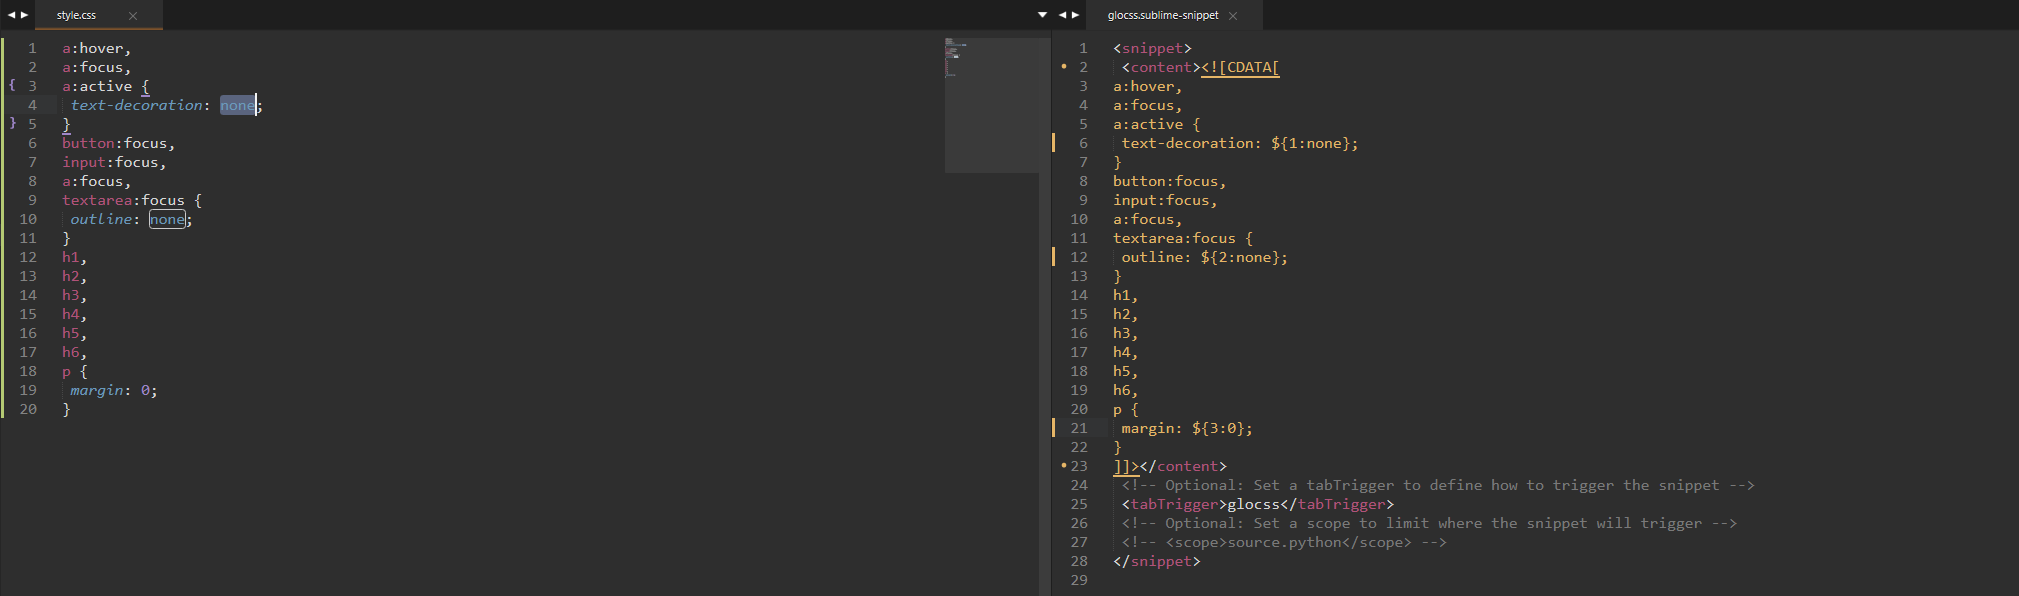 style.css
1 a:hover,
2 a:focus,
{ 3 a:active {
4 text-decoration: none;
} 5 }
6 button:focus,
7 input:focus,
8 a:focus,
9 textarea:focus {
10 outline: none;
11 }
12 h1,
13 h2,
14 h3,
15 h4,
16 h5,
17 h6,
18 p {
19 margin: 0;
20 }
glocss.sublime-snippet
1 <snippet>
2 <content><![CDATA[
3 a:hover,
4 a:focus,
5 a:active {
6 text-decoration: ${1:none};
7 }
8 button:focus,
9 input:focus,
10 a:focus,
11 textarea:focus {
12 outline: ${2:none};
13 }
14 h1,
15 h2,
16 h3,
17 h4,
18 h5,
19 h6,
20 p {
21 margin: ${3:0};
22 }
23 ]]></content>
24 <!-- Optional: Set a tabTrigger to define how to trigger the snippet -->
25 <tabTrigger>glocss</tabTrigger>
26 <!-- Optional: Set a scope to limit where the snippet will trigger -->
27 <!-- <scope>source.python</scope> -->
28 </snippet>
29